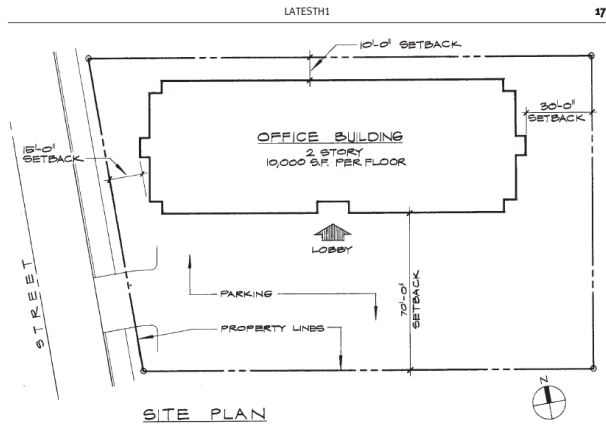 LATESTH1
17
10'-0" SETBACK
30'-0"
SETBACK
OFFICE BUILDING
2 STORY
10,000 S.F. PER FLOOR
15'-0"
SETBACK
LOBBY
STREET
PARKING
70'-0"
SETBACK
PROPERTY LINES
N
SITE PLAN